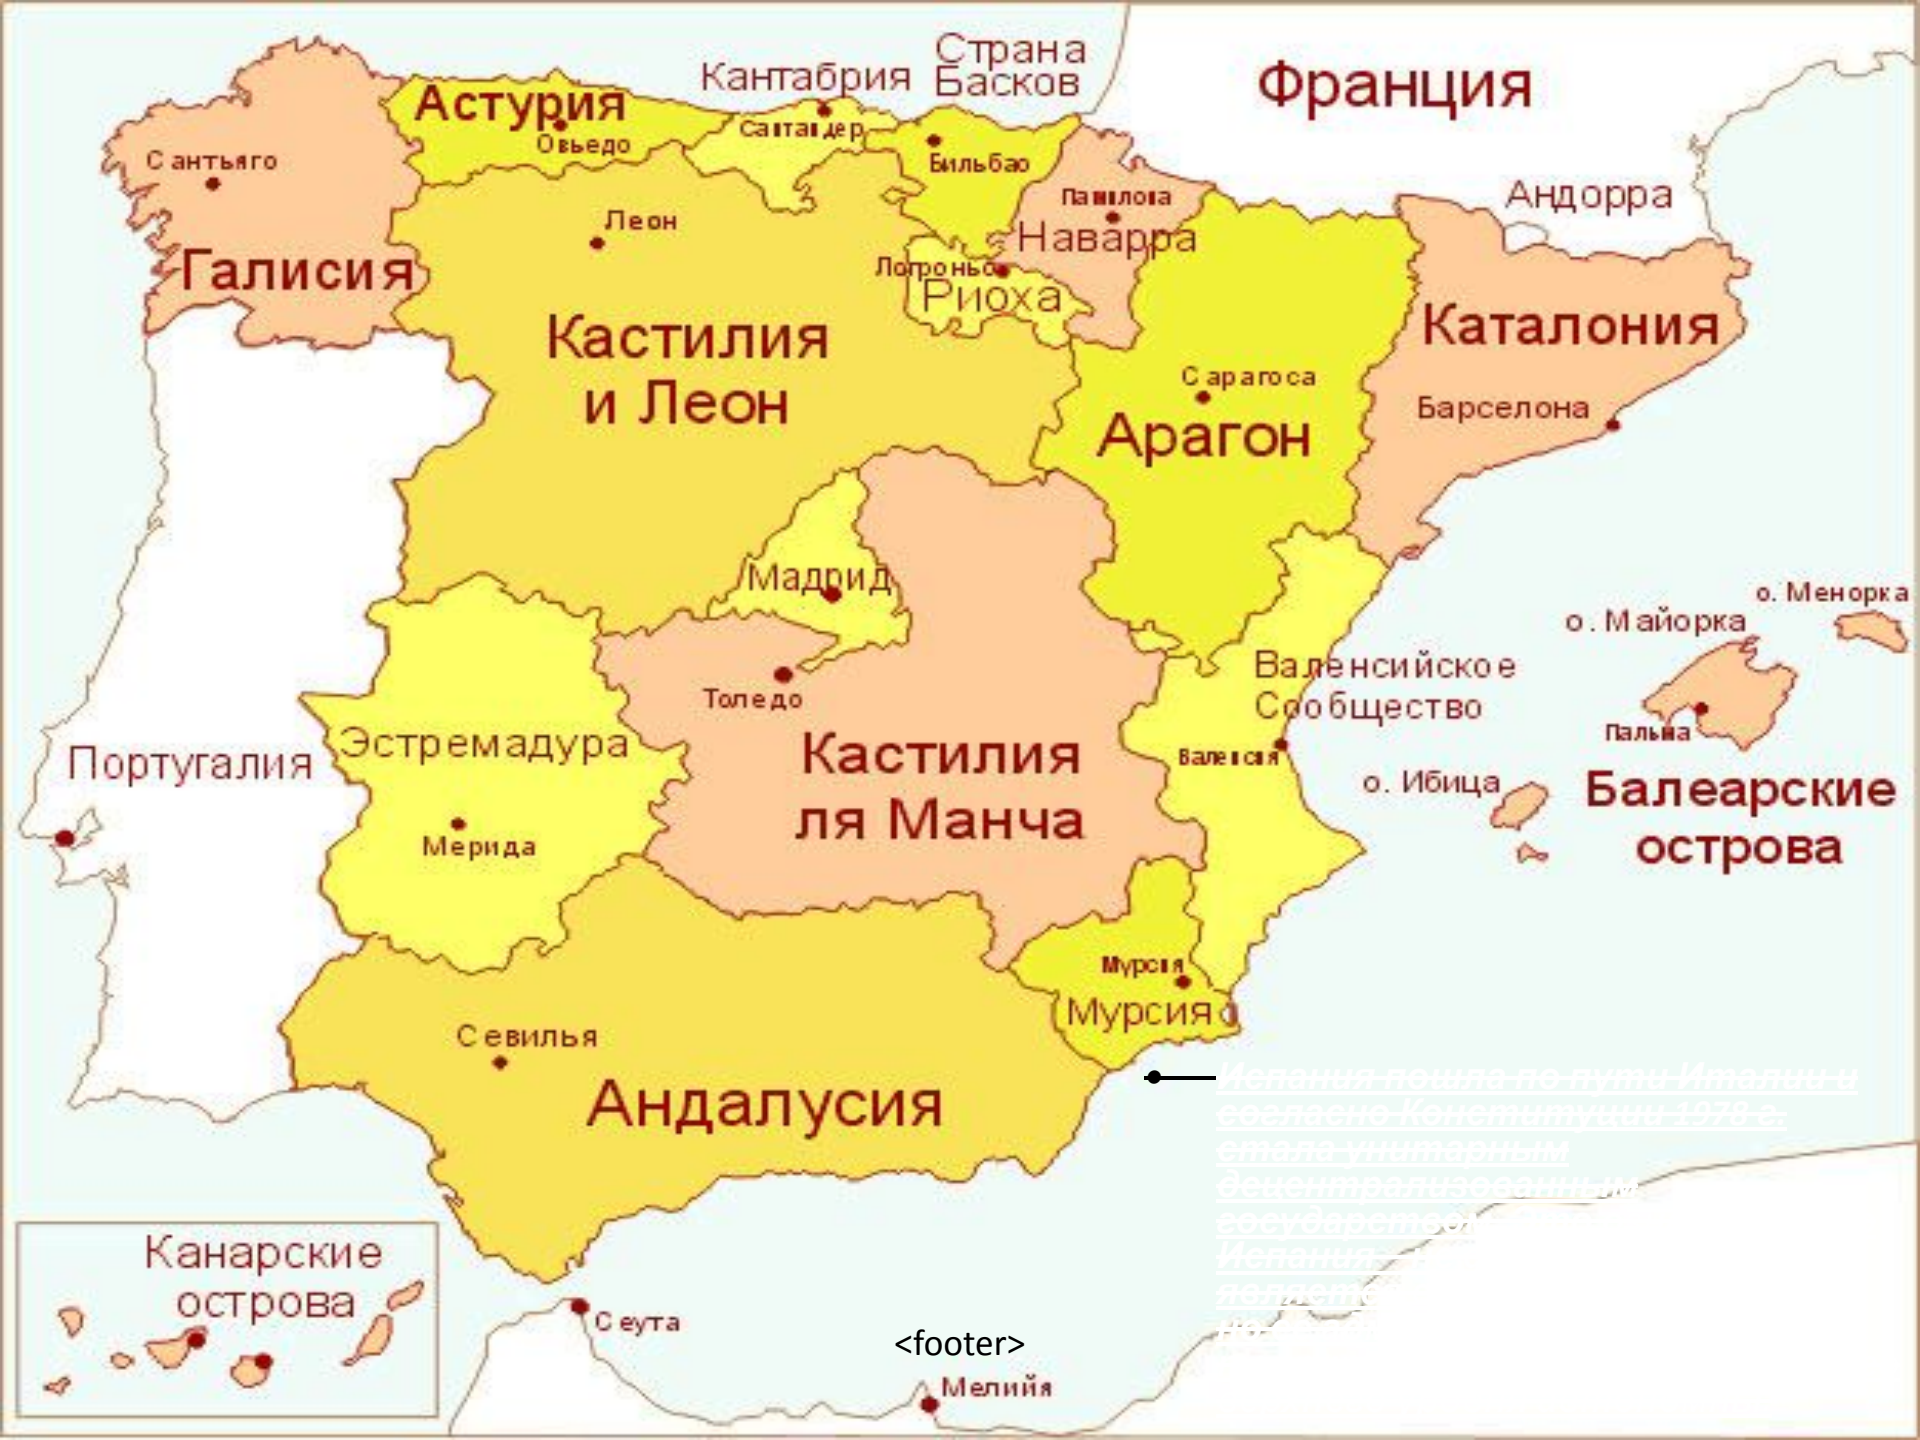 Страна
Басков
Кантабрия
Франция
Астурия
Сантандер
Овьедо
Бильбао
Сантьяго
Андорра
Памплона
Леон
Наварра
Галисия
Логроньо
Риоха
Каталония
Кастилия
и Леон
Сарагоса
Барселона
Арагон
Мадрид
о. Менорка
о. Майорка
Валенсийское
Сообщество
Толедо
Пальма
Эстремадура
Португалия
Кастилия
ля Манча
Валенсия
о. Ибица
Балеарские
острова
Мерида
Мурсия
Мурсия
Севилья
Андалусия
Испания пошла по пути Италии и
согласно Конституции 1978 г.
стала унитарным
децентрализованным
государством
Испания
Канарские
острова
Сеута
<footer>
Мелийя